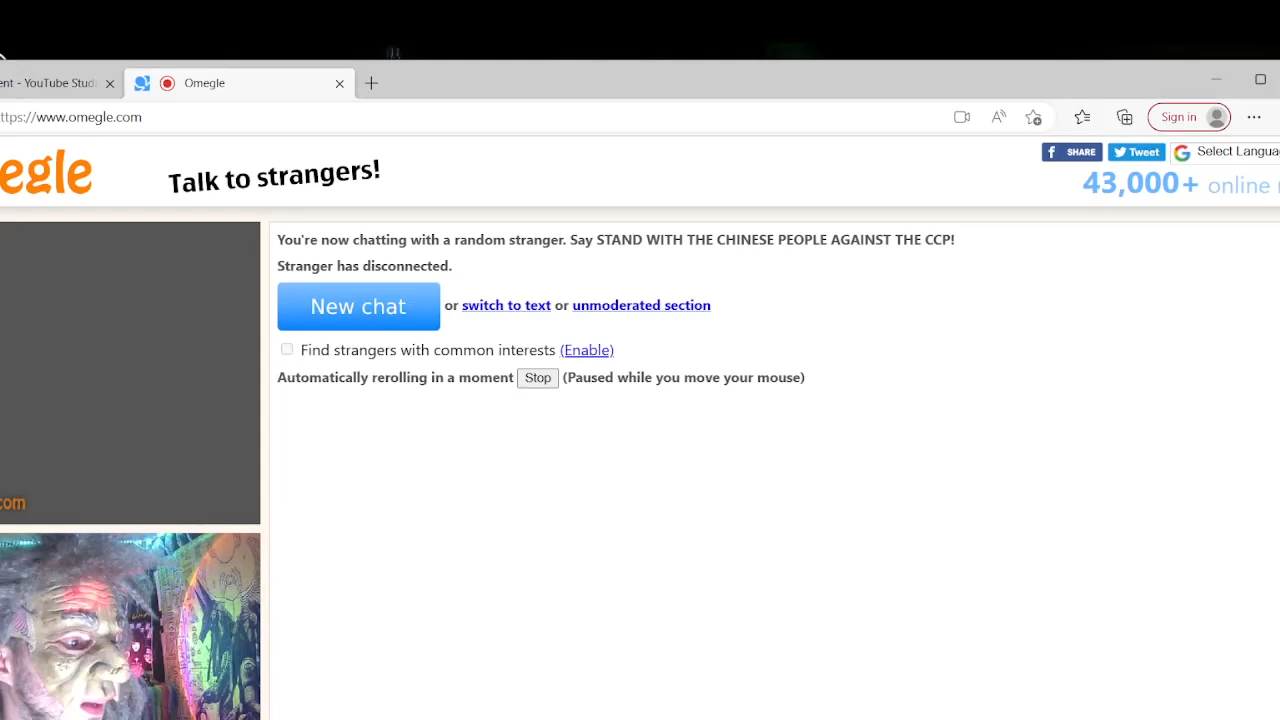 ent - YouTube Studi
Omegle
ttps://www.omegle.com
Sign in
egle
Talk to strangers!
f SHARE
Tweet
G Select Langua
43,000+ online
You're now chatting with a random stranger. Say STAND WITH THE CHINESE PEOPLE AGAINST THE CCP!
Stranger has disconnected.
New chat or switch to text or unmoderated section
Find strangers with common interests (Enable)
Automatically rerolling in a moment Stop (Paused while you move your mouse)
com